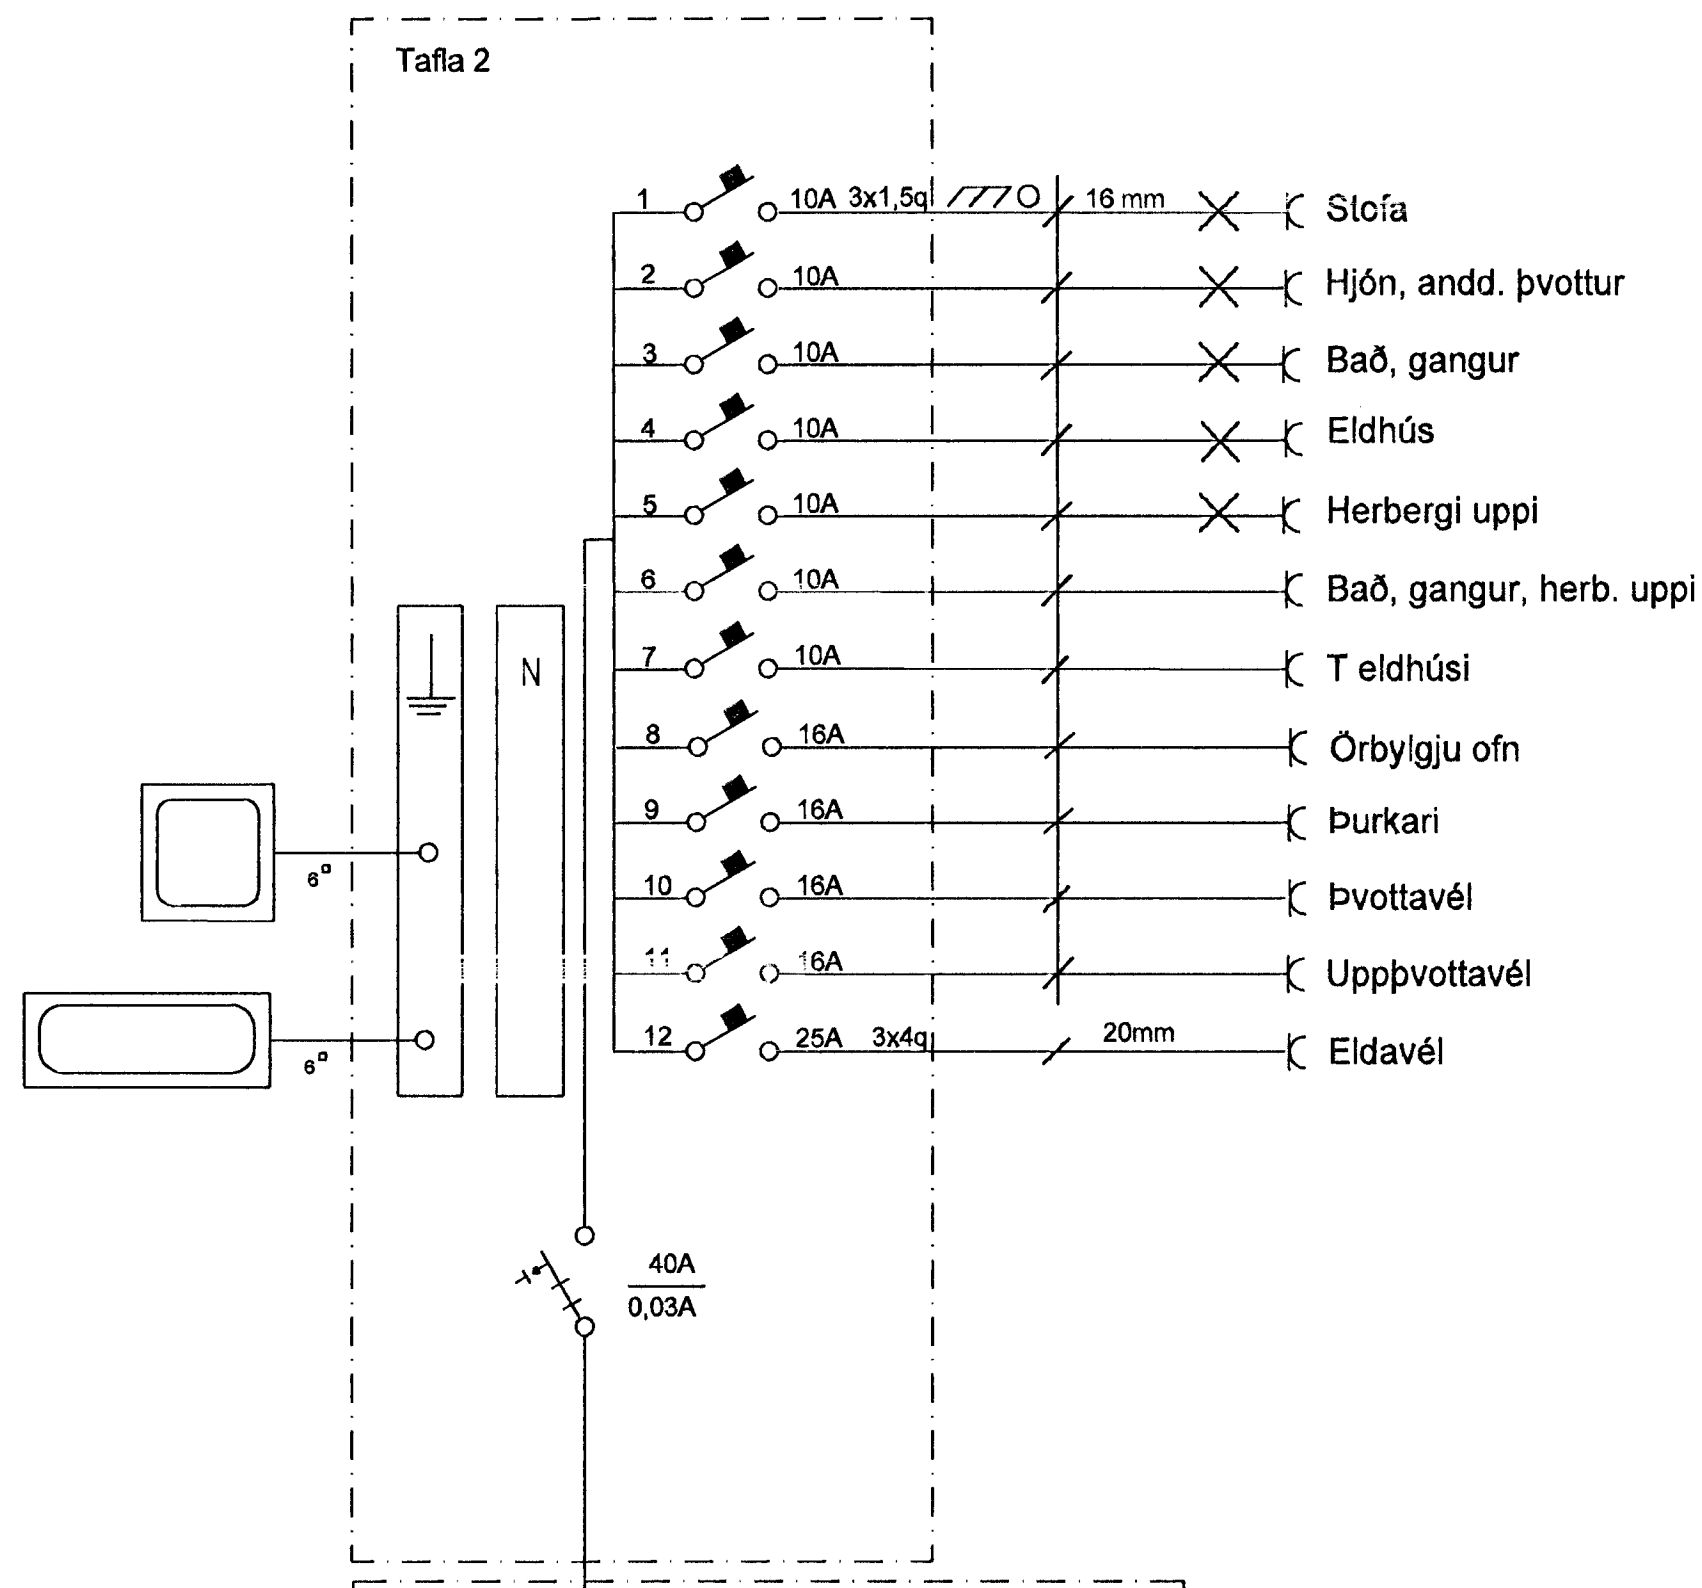 Tafla 2
1 10A 3x1,5q 16 mm Stofa
2 10A Hjón, andd. þvottur
3 10A Bað, gangur
4 10A Eldhús
5 10A Herbergi uppi
6 10A Bað, gangur, herb. uppi
7 10A T eldhúsi
8 16A Örbylgju ofn
9 16A Þurkari
10 16A Þvottavél
11 16A Uppþvottavél
12 25A 3x4q 20mm Eldavél
N
6□
6□
40A
0,03A